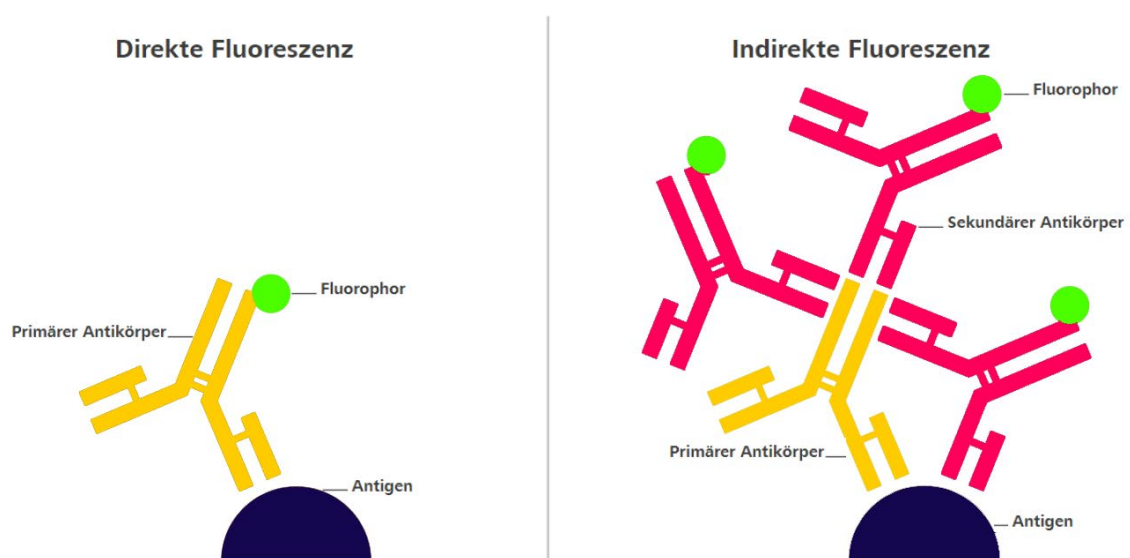 Direkte Fluoreszenz
Fluorophor
Primärer Antikörper
Antigen
Indirekte Fluoreszenz
Fluorophor
Sekundärer Antikörper
Primärer Antikörper
Antigen